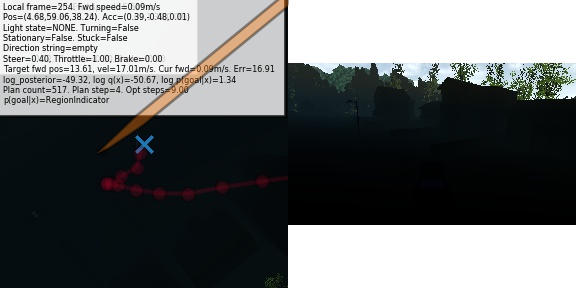 Local frame=254. Fwd speed=0.09m/s
Pos=(4.68,59.06,38.24). Acc=(0.39,-0.48,0.01)
Light state=NONE. Turning=False
Stationary=False. Stuck=False
Direction string=empty
Steer=0.40, Throttle=1.00, Brake=0.00
Target fwd pos=13.61, vel=17.01m/s. Cur fwd=0.09m/s. Err=16.91
log_posterior=-49.32, log q(x)=-50.67, log_p(goal|x)=1.34
Plan count=517. Plan step=4. Opt steps=9.00
p(goal|x)=RegionIndicator